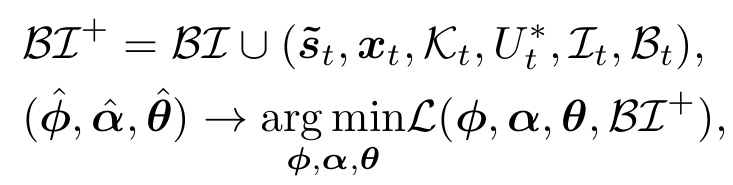 ℬℐ⁺ = ℬℐ ∪ (s̃ₜ, xₜ, 𝒦ₜ, Uₜ*, ℐₜ, ℬₜ),
(ϕ̂, α̂, θ̂) → arg min ℒ(ϕ, α, θ, ℬℐ⁺),
ϕ,α,θ